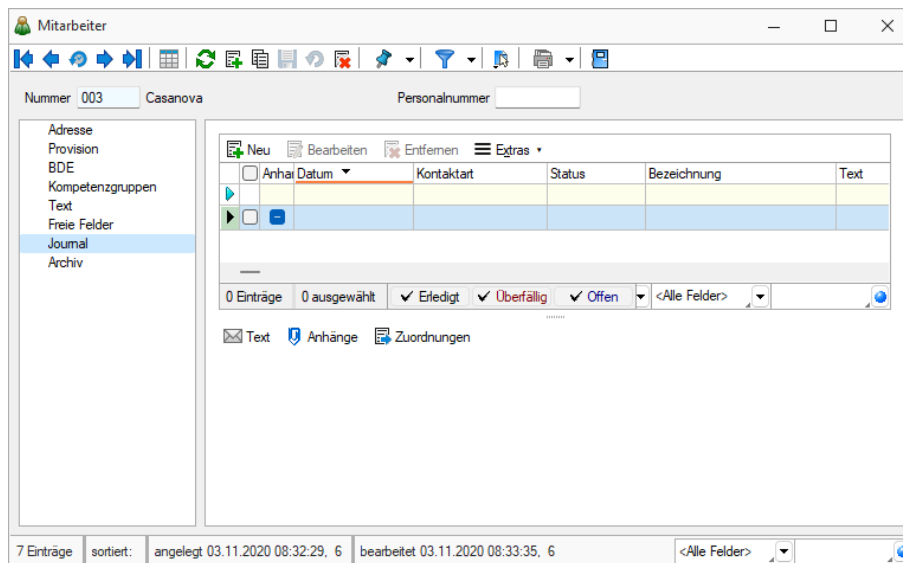 Mitarbeiter
Nummer 003 Casanova Personalnummer
Adresse
Provision
BDE
Kompetenzgruppen
Text
Freie Felder
Journal
Archiv
Neu Bearbeiten Entfernen Extras
Anhar Datum Kontaktart Status Bezeichnung Text
0 Einträge 0 ausgewählt Erledigt Überfällig Offen <Alle Felder>
Text Anhänge Zuordnungen
7 Einträge sortiert: angelegt 03.11.2020 08:32:29, 6 bearbeitet 03.11.2020 08:33:35, 6 <Alle Felder>